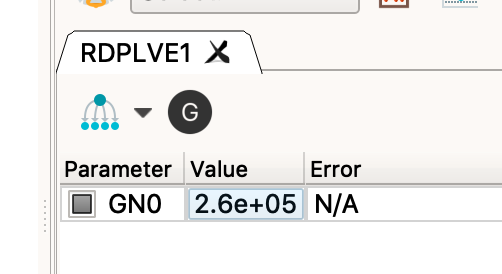 RDPLVE1
G
Parameter Value Error
GN0 2.6e+05 N/A